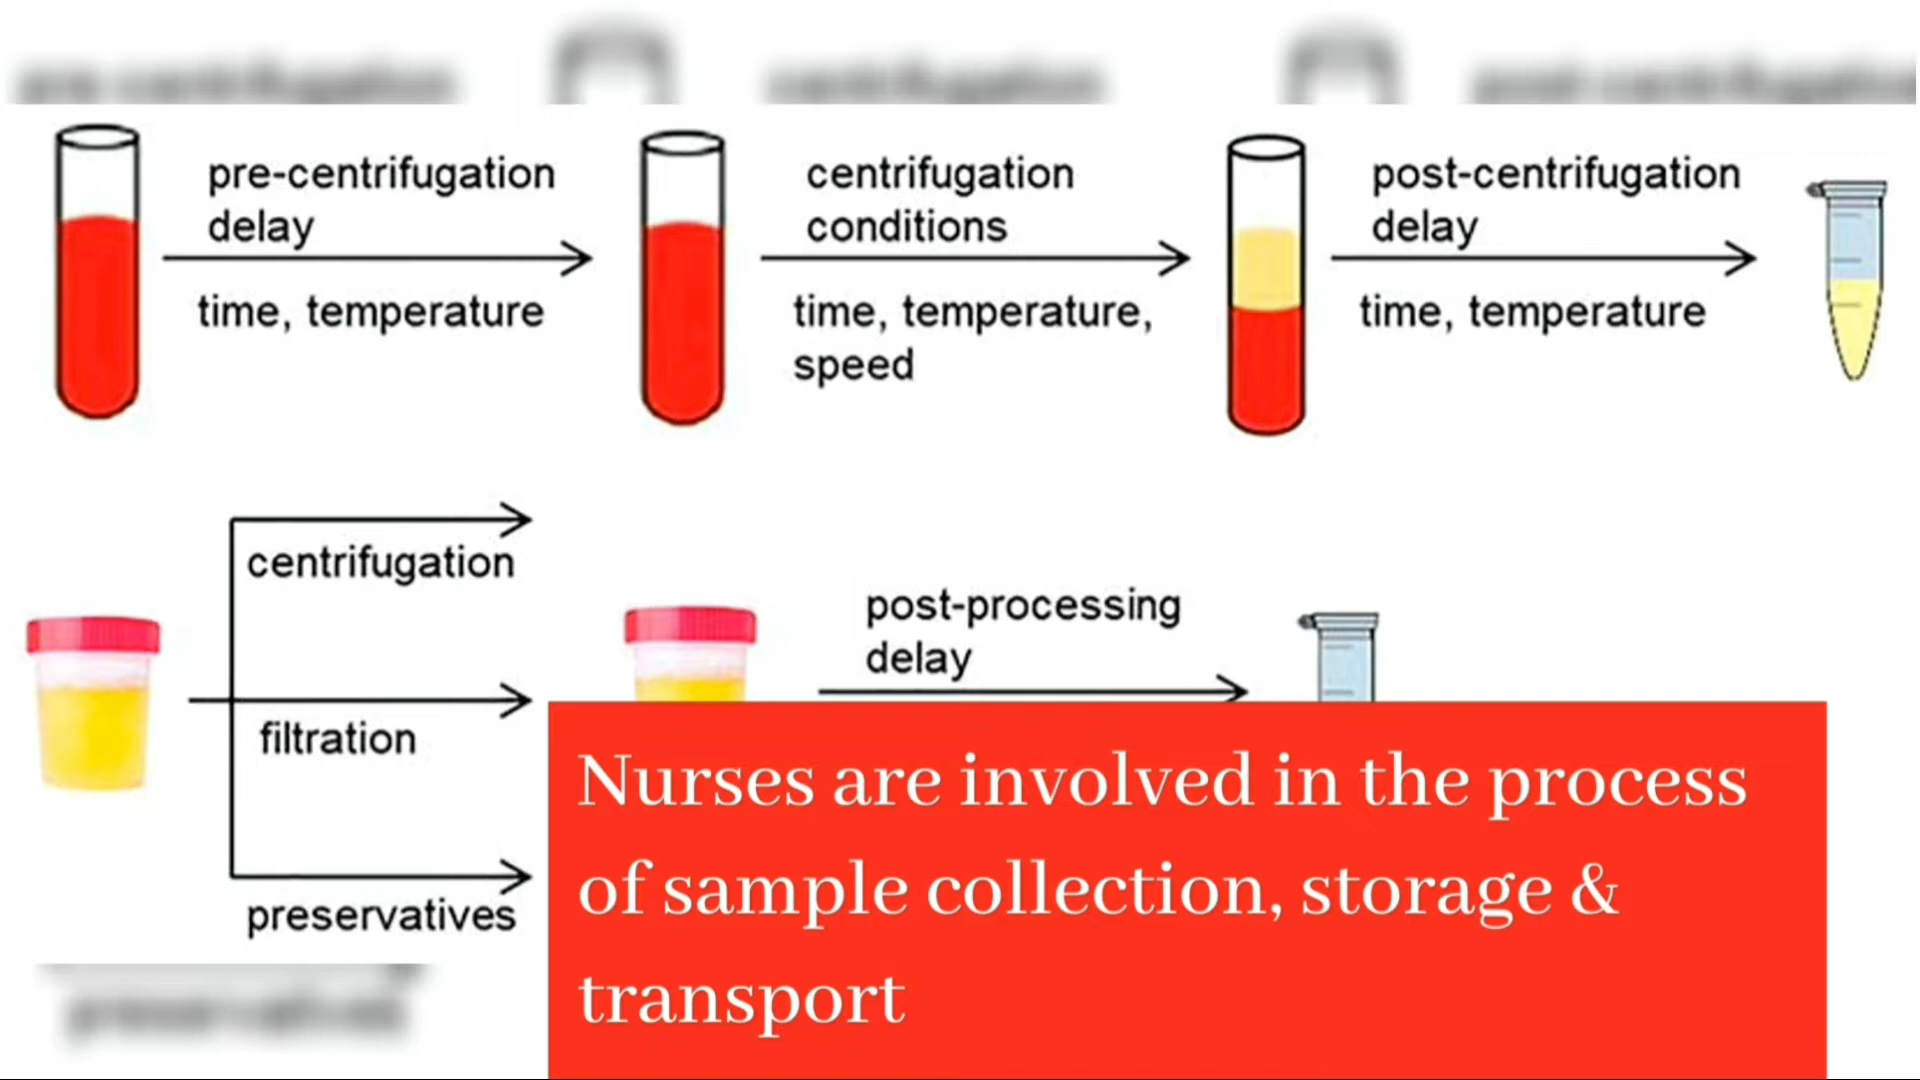 pre-centrifugation
delay
time, temperature
centrifugation
conditions
time, temperature,
speed
post-centrifugation
delay
time, temperature
centrifugation
filtration
preservatives
post-processing
delay
Nurses are involved in the process
of sample collection, storage &
transport